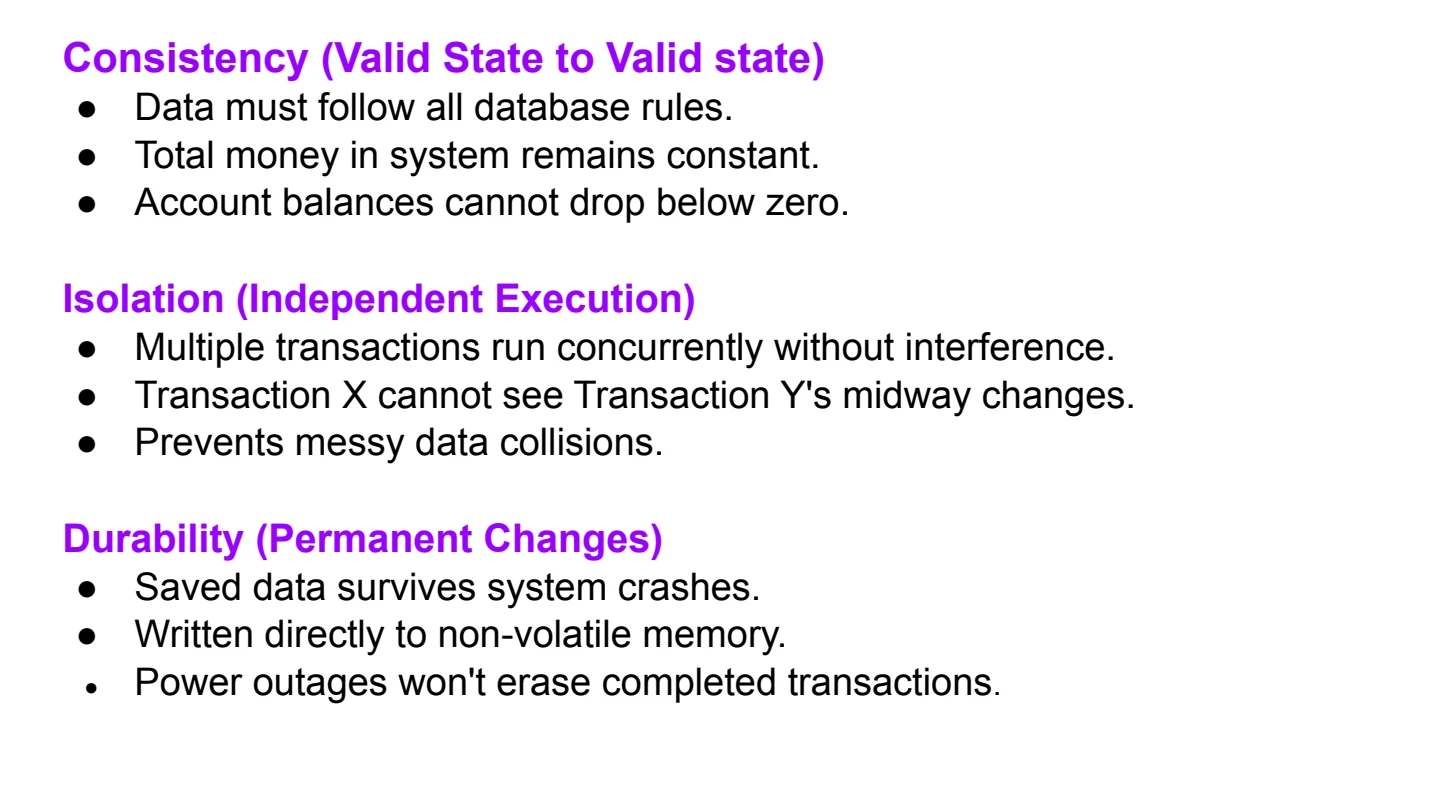 Consistency (Valid State to Valid state)
● Data must follow all database rules.
● Total money in system remains constant.
● Account balances cannot drop below zero.
Isolation (Independent Execution)
● Multiple transactions run concurrently without interference.
● Transaction X cannot see Transaction Y's midway changes.
● Prevents messy data collisions.
Durability (Permanent Changes)
● Saved data survives system crashes.
● Written directly to non-volatile memory.
● Power outages won't erase completed transactions.